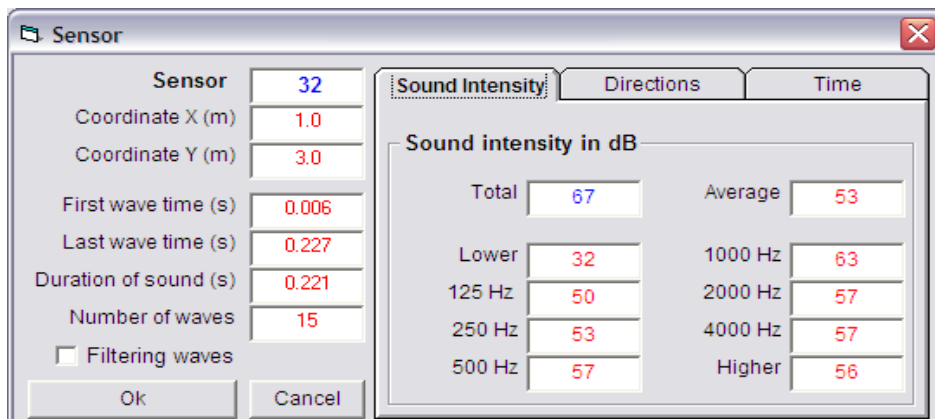 Sensor
Sensor 32
Coordinate X (m) 1.0
Coordinate Y (m) 3.0
First wave time (s) 0.006
Last wave time (s) 0.227
Duration of sound (s) 0.221
Number of waves 15
Filtering waves
Ok Cancel
Sound Intensity Directions Time
Sound intensity in dB
Total 67 Average 53
Lower 32 1000 Hz 63
125 Hz 50 2000 Hz 57
250 Hz 53 4000 Hz 57
500 Hz 57 Higher 56